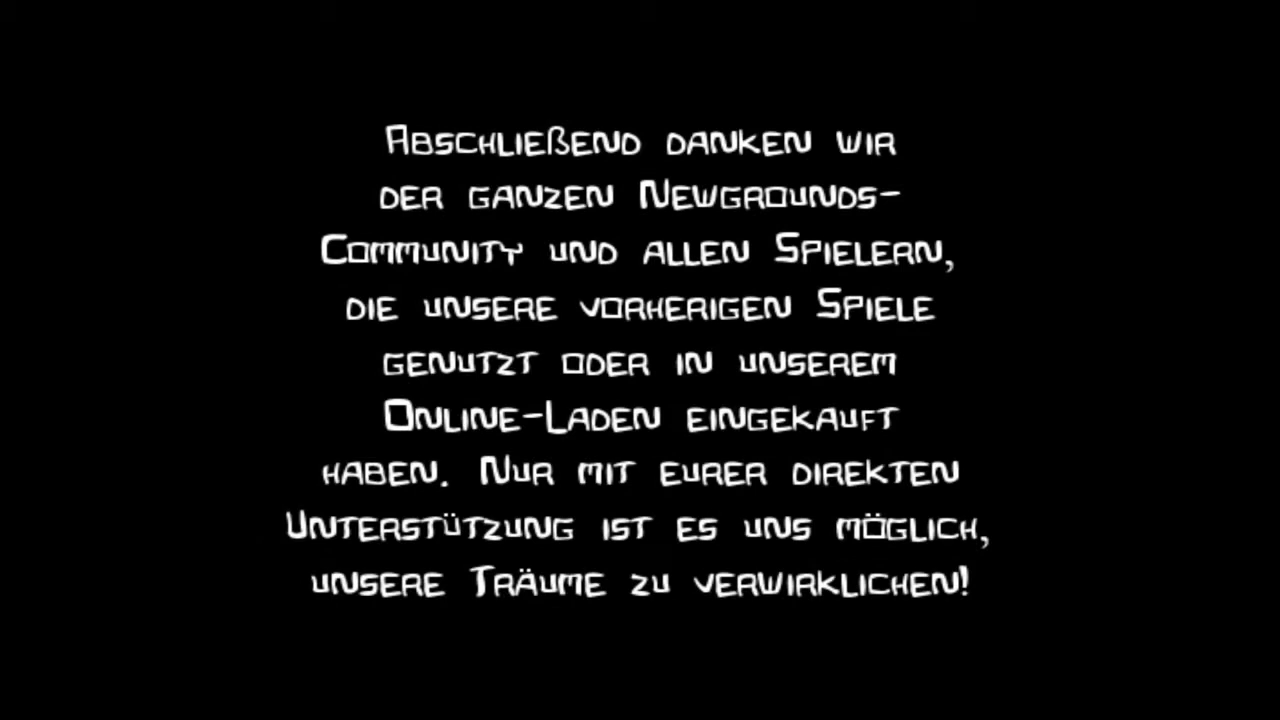 Abschließend danken wir
der ganzen Newgrounds-
Community und allen Spielern,
die unsere vorherigen Spiele
genutzt oder in unserem
Online-Laden eingekauft
haben. Nur mit eurer direkten
Unterstützung ist es uns möglich,
unsere Träume zu verwirklichen!